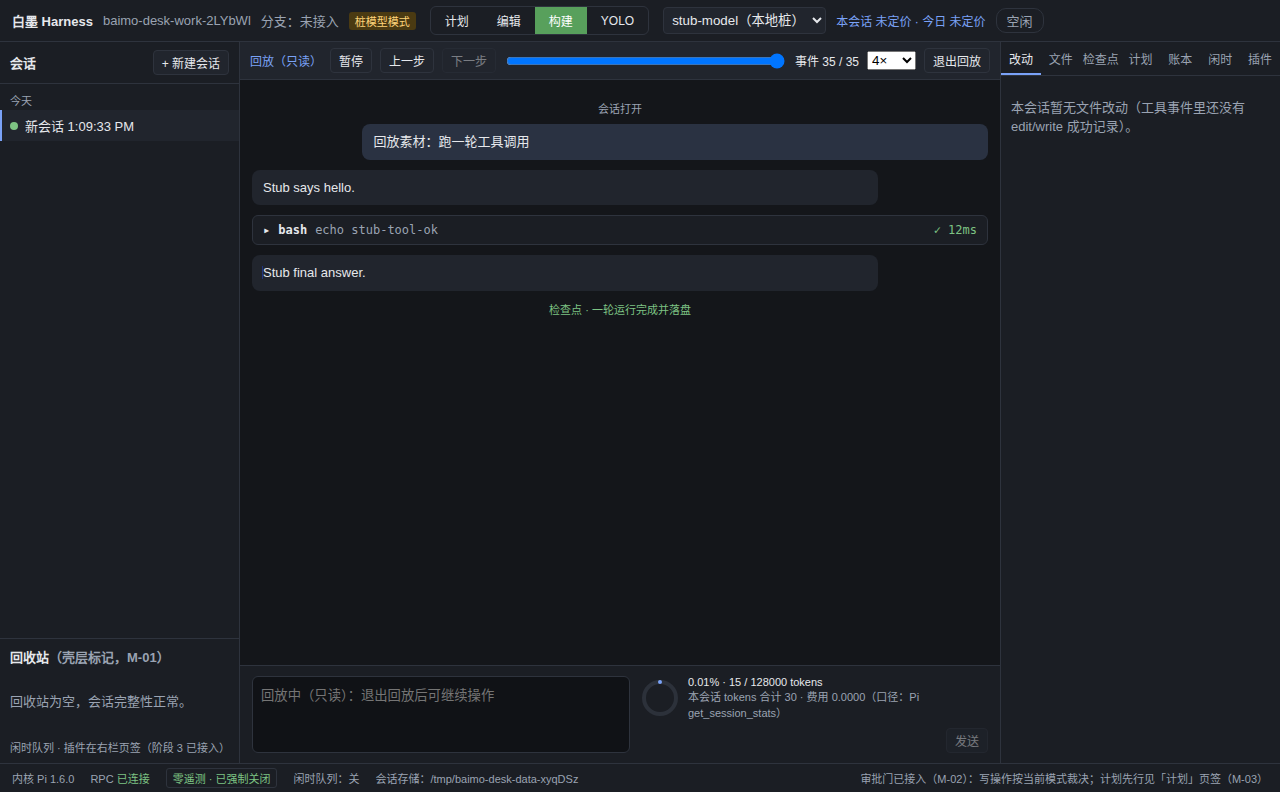 白墨 Harness baimo-desk-work-2LYbWl 分支：未接入 桩模型模式 计划 编辑 构建 YOLO stub-model（本地桩） 本会话 未定价 · 今日 未定价 空闲
会话 + 新建会话
今天
新会话 1:09:33 PM
回收站（壳层标记，M-01）
回收站为空，会话完整性正常。
闲时队列 · 插件在右栏页签（阶段 3 已接入）
回放（只读） 暂停 上一步 下一步 事件 35 / 35 4× 退出回放
会话打开
回放素材：跑一轮工具调用
Stub says hello.
▸ bash echo stub-tool-ok ✓ 12ms
Stub final answer.
检查点 · 一轮运行完成并落盘
回放中（只读）：退出回放后可继续操作
0.01% · 15 / 128000 tokens
本会话 tokens 合计 30 · 费用 0.0000（口径：Pi
get_session_stats）
发送
改动 文件 检查点 计划 账本 闲时 插件
本会话暂无文件改动（工具事件里还没有
edit/write 成功记录）。
内核 Pi 1.6.0 RPC 已连接 零遥测 · 已强制关闭 闲时队列：关 会话存储：/tmp/baimo-desk-data-xyqDSz 审批门已接入（M-02）：写操作按当前模式裁决；计划先行见「计划」页签（M-03）